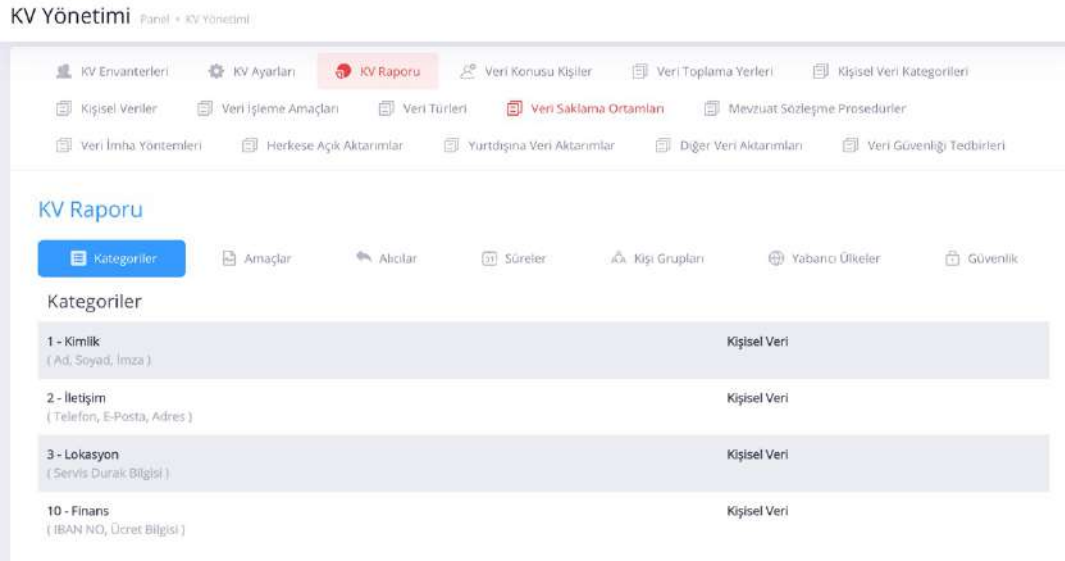 KV Yönetimi Panel • KV Yönetimi
KV Envanterleri KV Ayarları KV Raporu Veri Konusu Kişiler Veri Toplama Yerleri Kişisel Veri Kategorileri
Kişisel Veriler Veri İşleme Amaçları Veri Türleri Veri Saklama Ortamları Mevzuat Sözleşme Prosedürler
Veri İmha Yöntemleri Herkese Açık Aktarımlar Yurtdışına Veri Aktarımlar Diğer Veri Aktarımları Veri Güvenliği Tedbirleri
KV Raporu
Kategoriler Amaçlar Alıcılar Süreler Kişi Grupları Yabancı Ülkeler Güvenlik
Kategoriler
1 - Kimlik Kişisel Veri
( Ad, Soyad, İmza )
2 - İletişim Kişisel Veri
( Telefon, E-Posta, Adres )
3 - Lokasyon Kişisel Veri
( Servis Durak Bilgisi )
10 - Finans Kişisel Veri
( IBAN NO, Ücret Bilgisi )